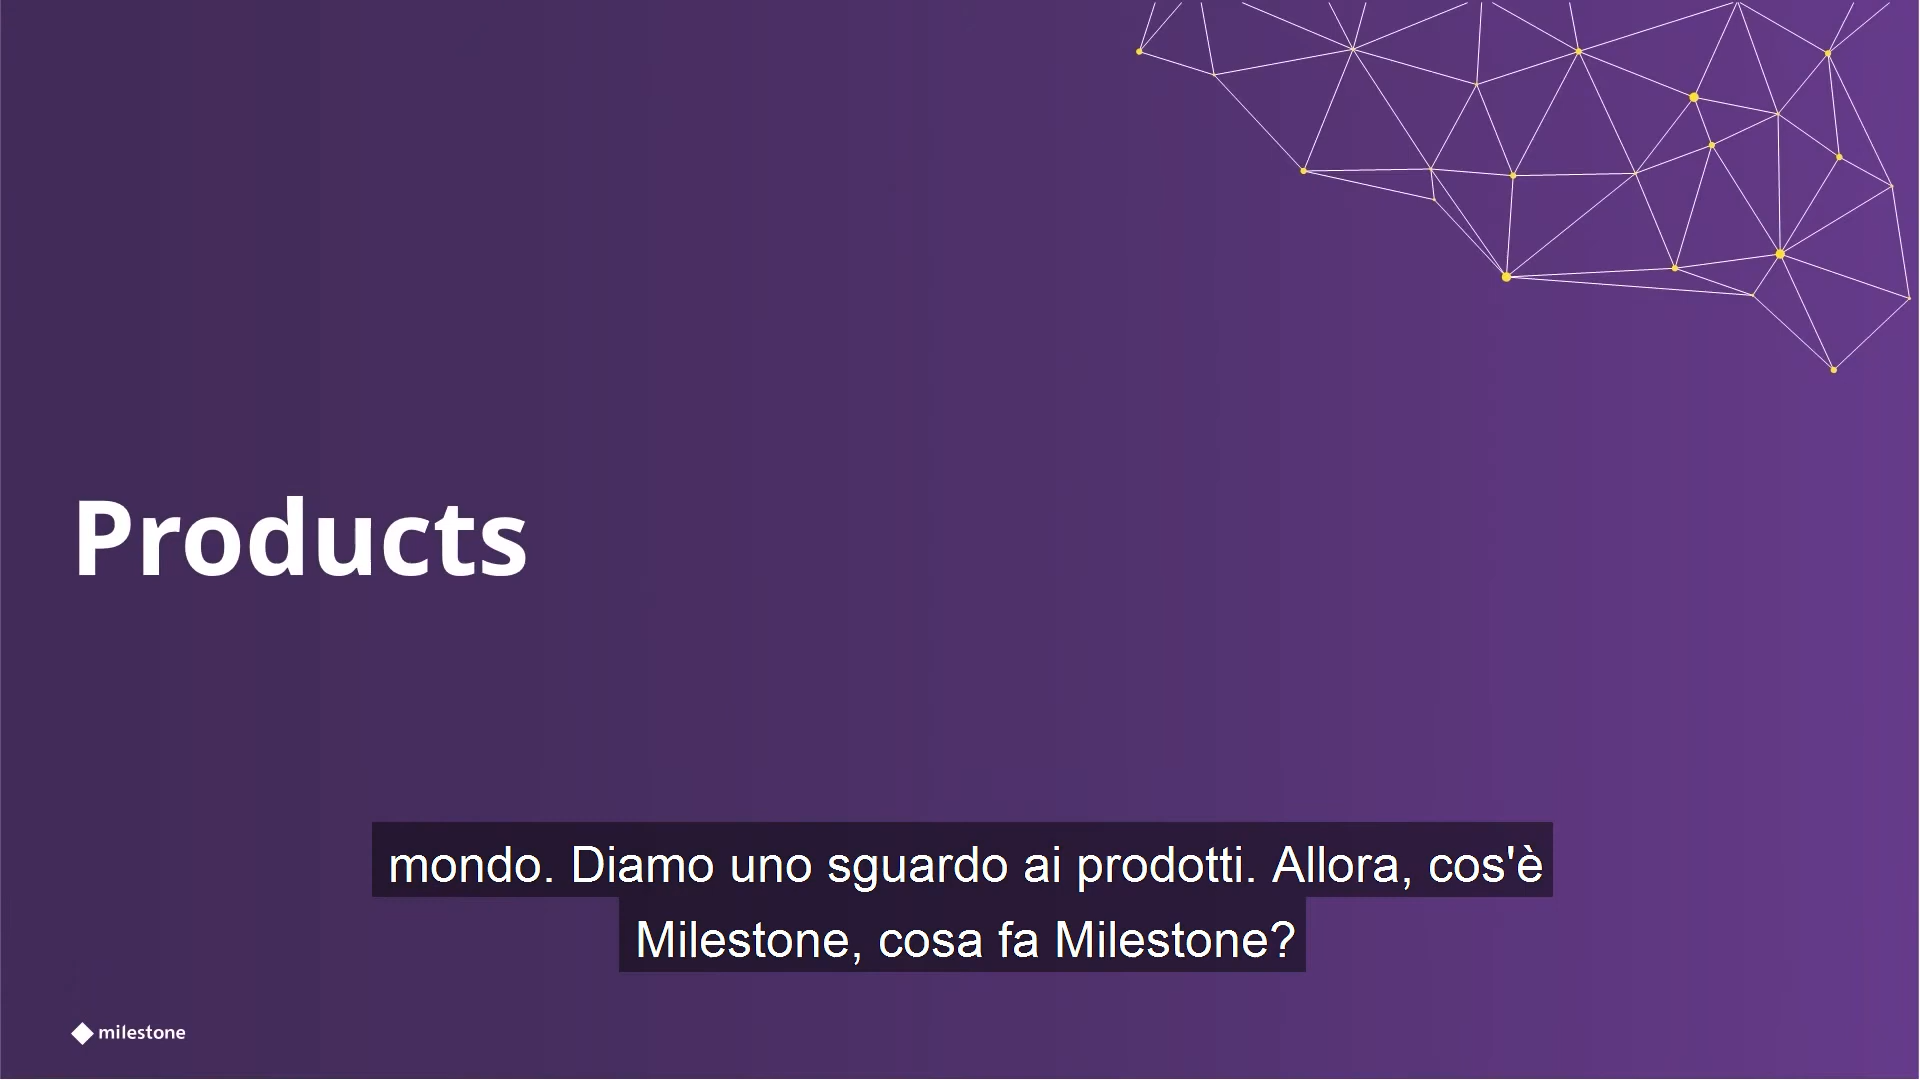 Products
mondo. Diamo uno sguardo ai prodotti. Allora, cos'è
Milestone, cosa fa Milestone?
milestone